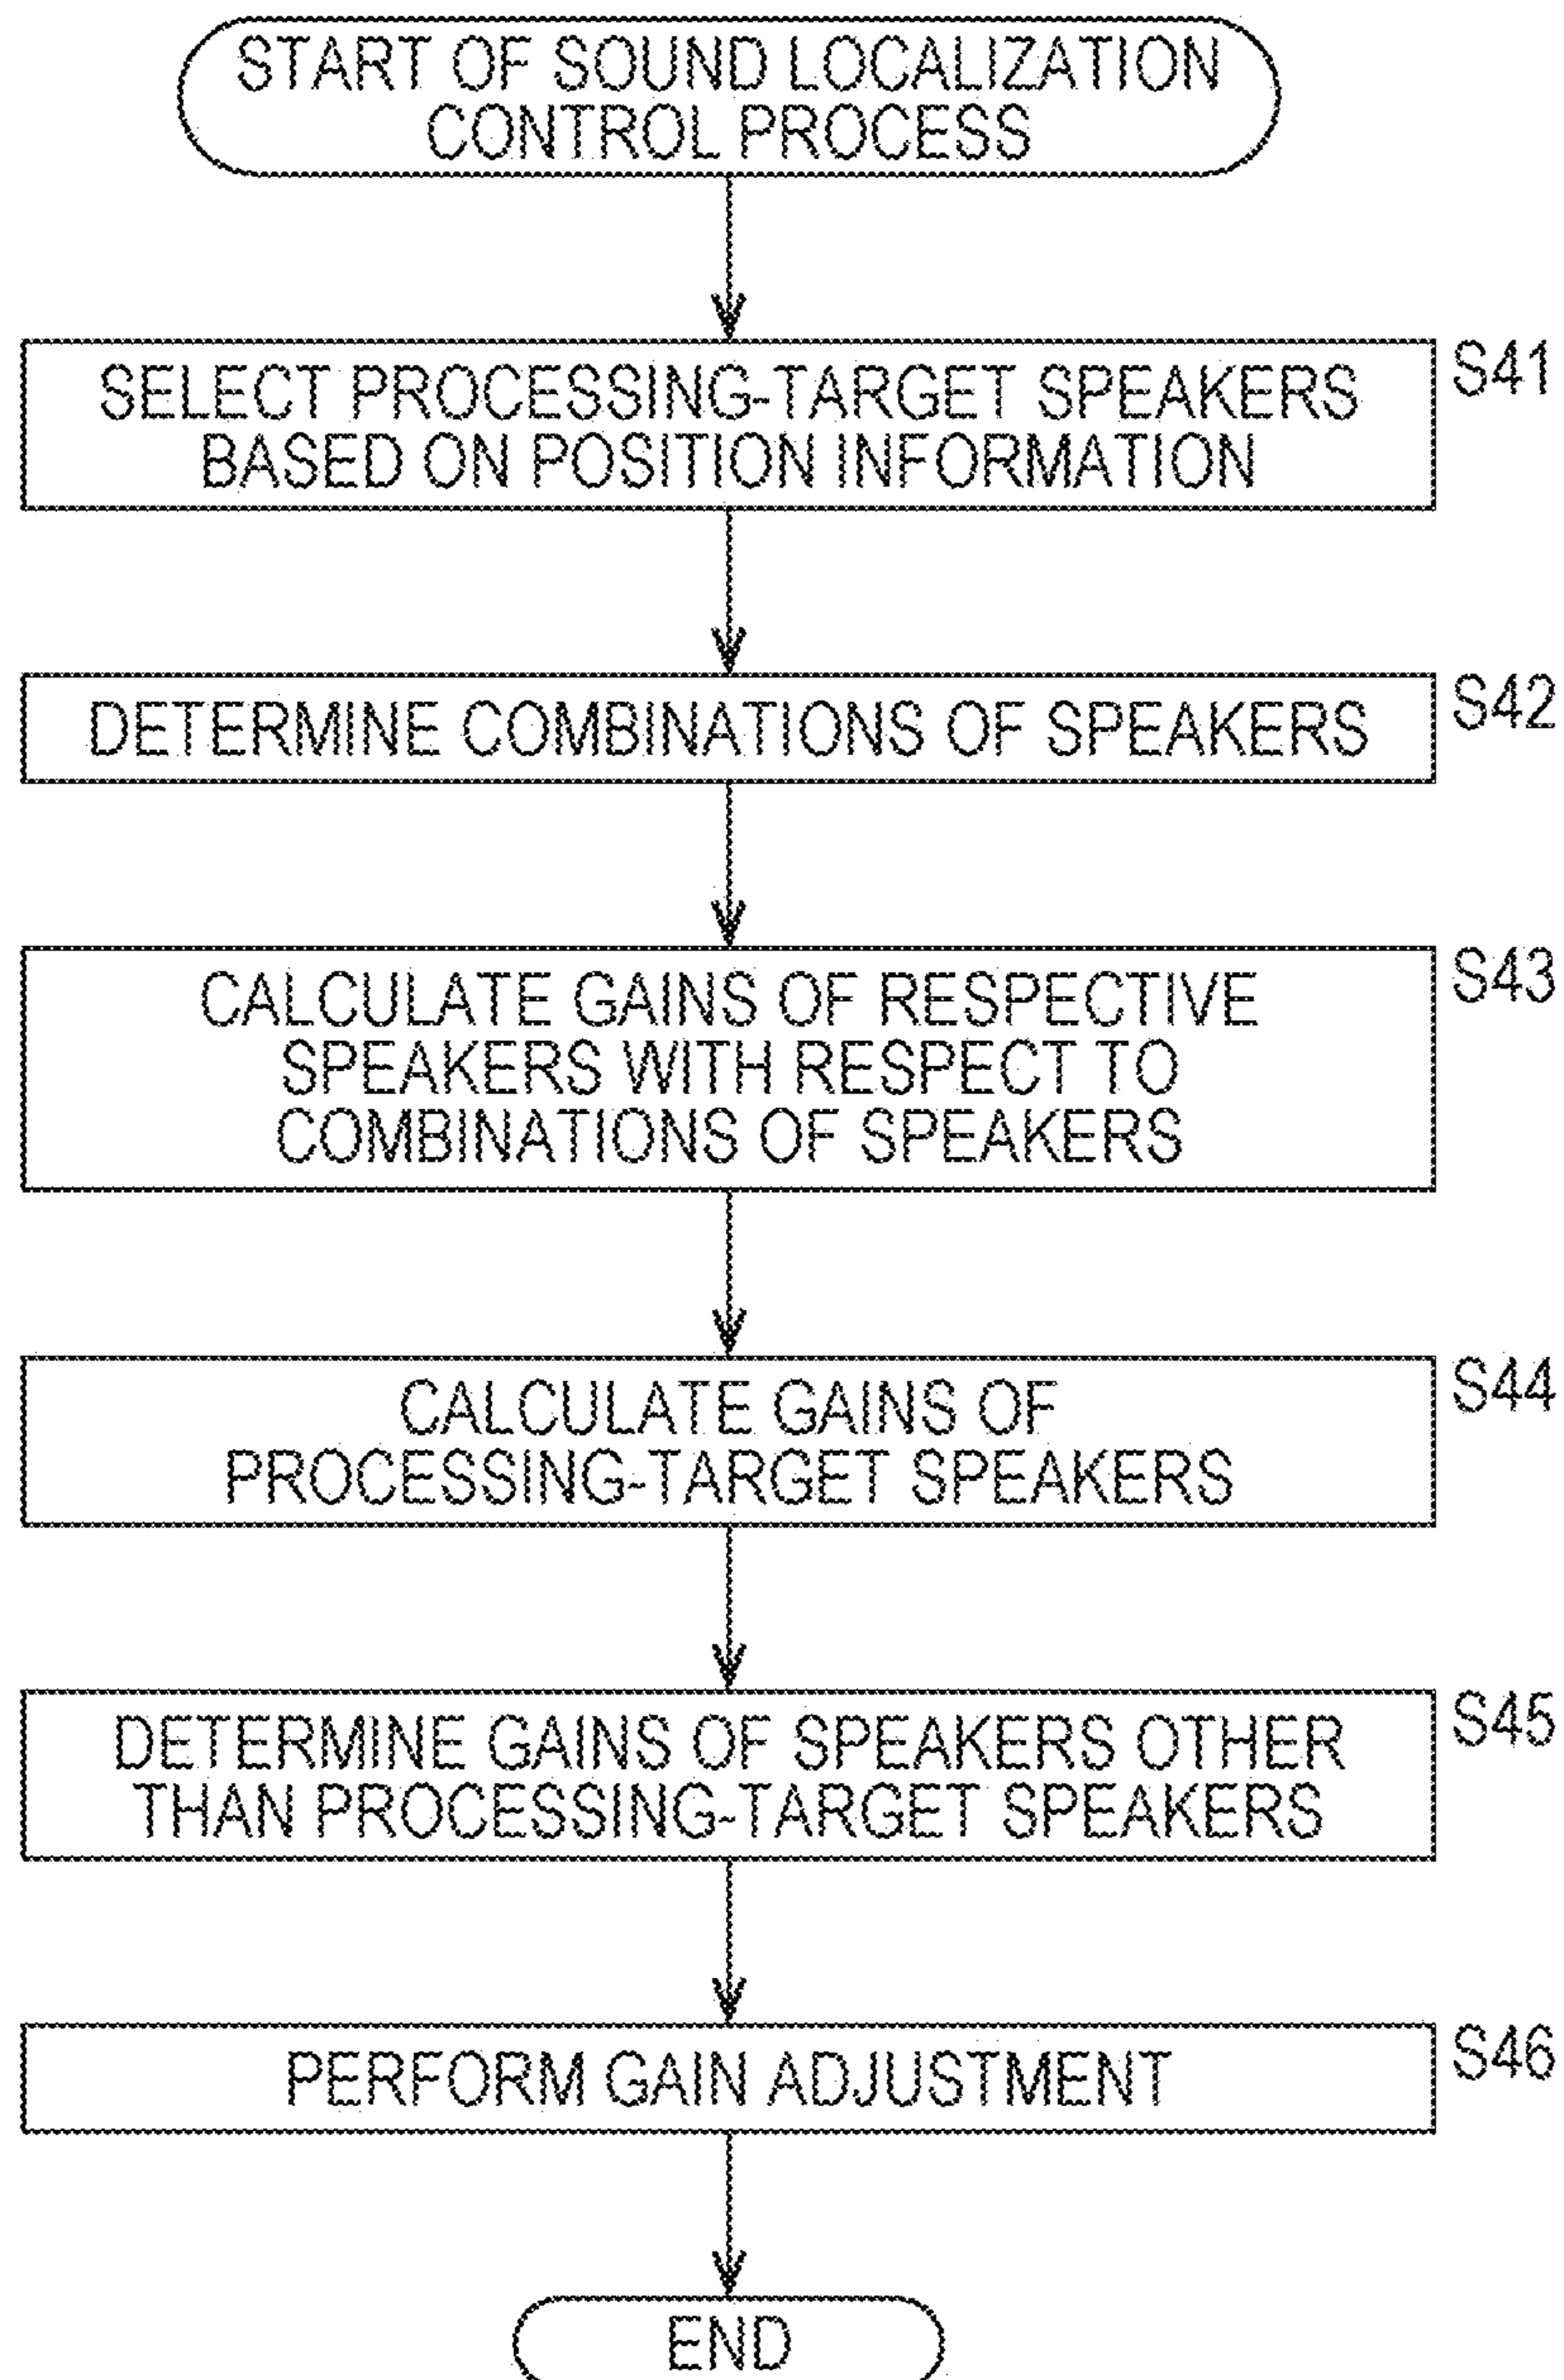 START OF SOUND LOCALIZATION
CONTROL PROCESS
SELECT PROCESSING-TARGET SPEAKERS
BASED ON POSITION INFORMATION
S41
DETERMINE COMBINATIONS OF SPEAKERS
S42
CALCULATE GAINS OF RESPECTIVE
SPEAKERS WITH RESPECT TO
COMBINATIONS OF SPEAKERS
S43
CALCULATE GAINS OF
PROCESSING-TARGET SPEAKERS
S44
DETERMINE GAINS OF SPEAKERS OTHER
THAN PROCESSING-TARGET SPEAKERS
S45
PERFORM GAIN ADJUSTMENT
S46
END